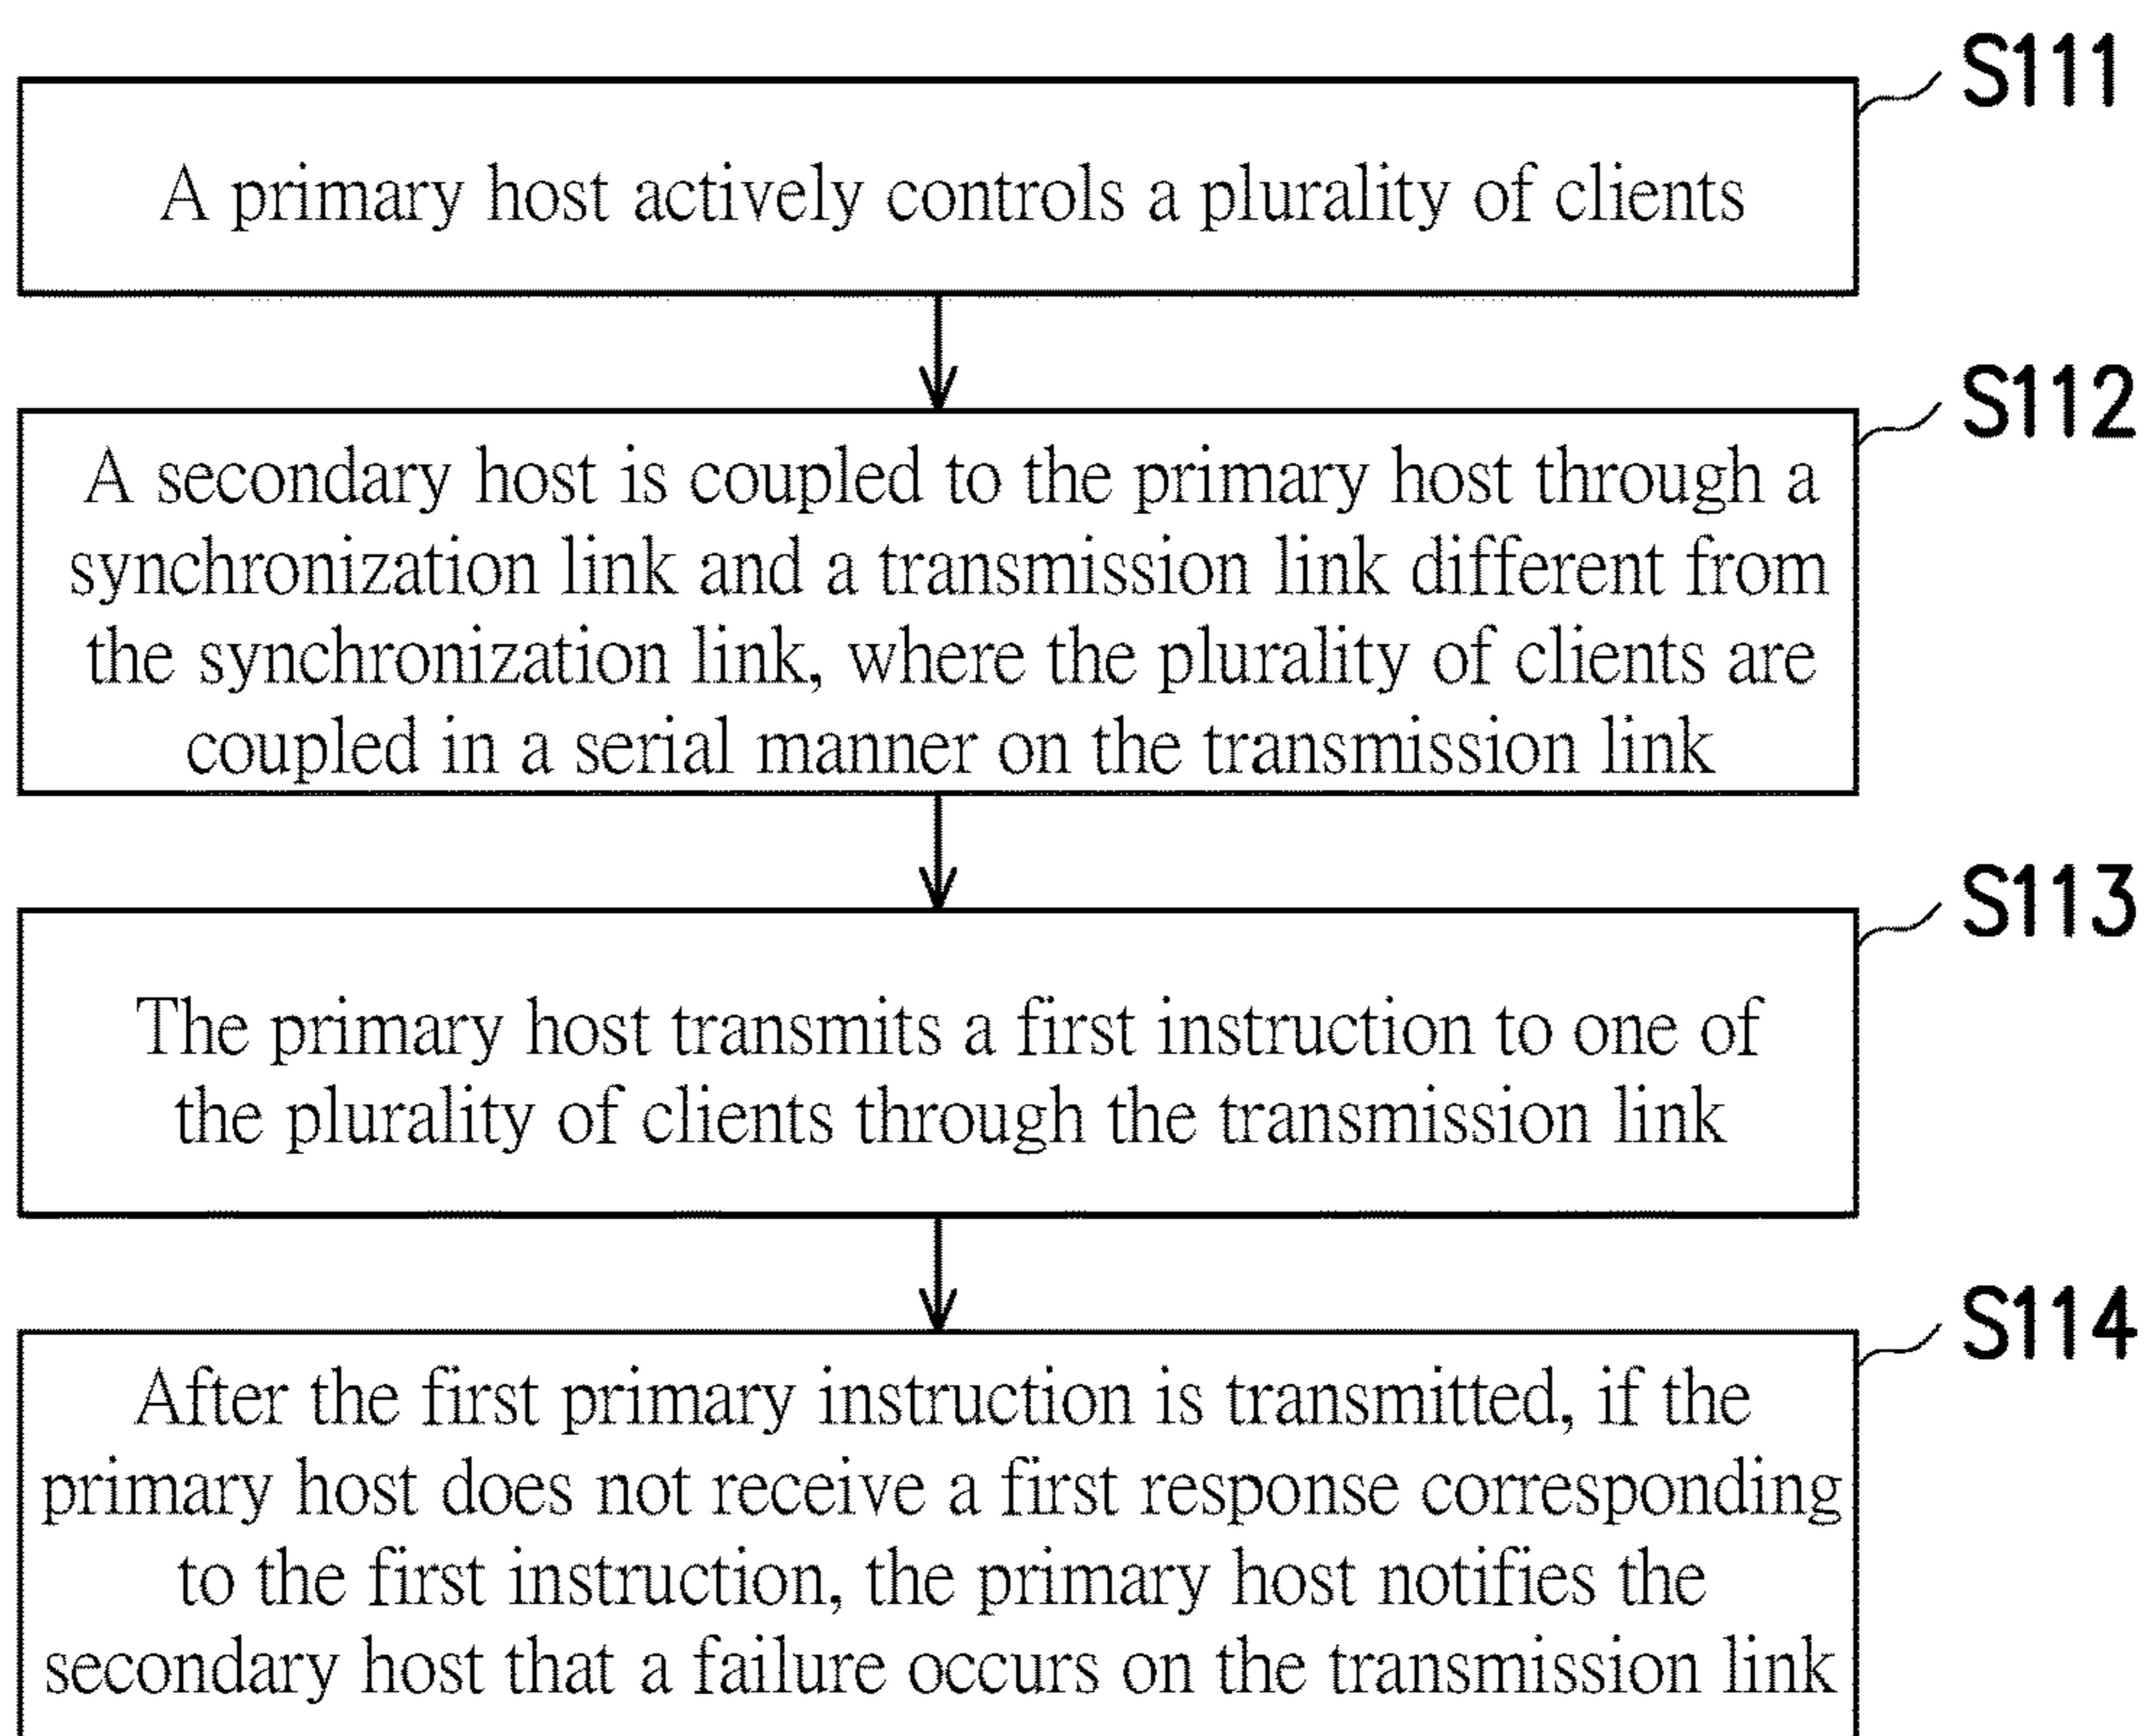 S111
A primary host actively controls a plurality of clients
S112
A secondary host is coupled to the primary host through a
synchronization link and a transmission link different from
the synchronization link, where the plurality of clients are
coupled in a serial manner on the transmission link
S113
The primary host transmits a first instruction to one of
the plurality of clients through the transmission link
S114
After the first primary instruction is transmitted, if the
primary host does not receive a first response corresponding
to the first instruction, the primary host notifies the
secondary host that a failure occurs on the transmission link